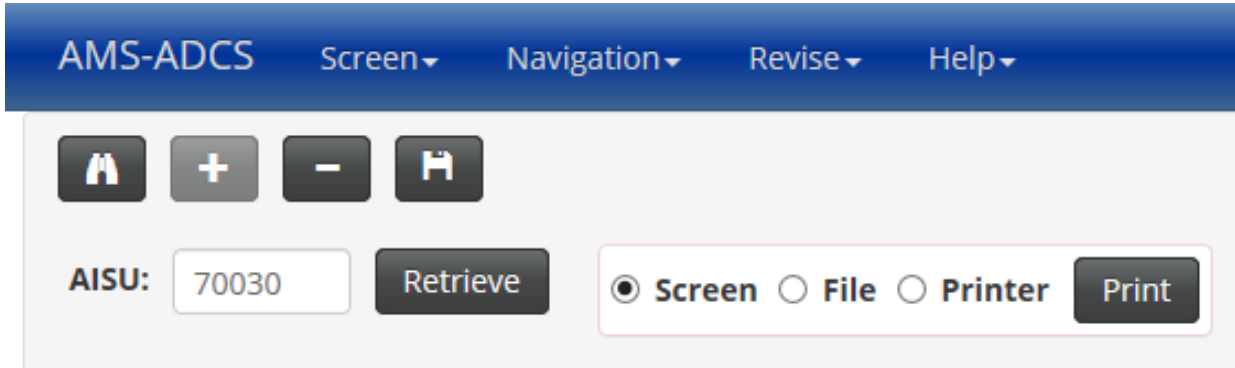 AMS-ADCS Screen Navigation Revise Help
AISU: 70030 Retrieve Screen File Printer Print